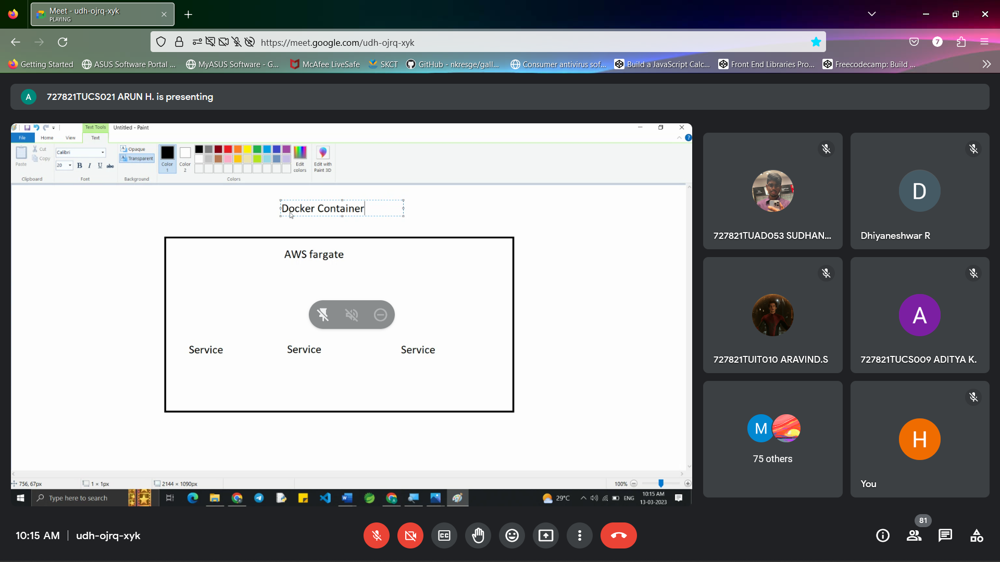 Meet - udh-ojrq-xyk
PLAYING
https://meet.google.com/udh-ojrq-xyk
7
Getting Started
ASUS Software Portal ...
MyASUS Software - G...
McAfee LiveSafe
SKCT
GitHub - nkresge/gall...
Consumer antivirus sof...
Build a JavaScript Calc...
Front End Libraries Pro...
Freecodecamp: Build ...
A
727821TUCS021 ARUN H. is presenting
Text Tools
Untitled - Paint
File
Home
View
Text
Paste
Cut
Copy
Clipboard
Calibri
20
B I U abc
Font
Opaque
Transparent
Background
Color 1
Color 2
Edit colors
Edit with Paint 3D
Colors
Docker Container
AWS fargate
Service
Service
Service
756, 67px
1 × 1px
2144 × 1090px
100%
Type here to search
29°C
ENG
10:15 AM
13-03-2023
727821TUAD053 SUDHAN...
D
Dhiyaneshwar R
727821TUIT010 ARAVIND.S
A
727821TUCS009 ADITYA K.
M
75 others
H
You
10:15 AM
udh-ojrq-xyk
CC
81